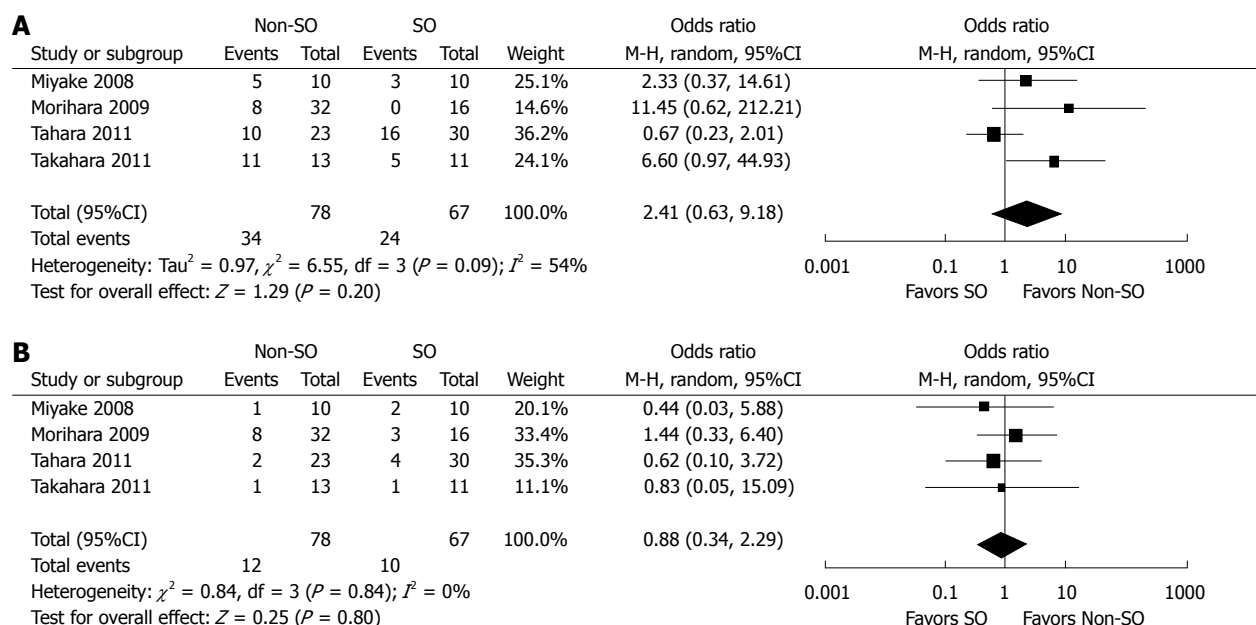 A
Non-SO SO Odds ratio Odds ratio
Study or subgroup Events Total Events Total Weight M-H, random, 95%CI M-H, random, 95%CI
Miyake 2008 5 10 3 10 25.1% 2.33 (0.37, 14.61)
Morihara 2009 8 32 0 16 14.6% 11.45 (0.62, 212.21)
Tahara 2011 10 23 16 30 36.2% 0.67 (0.23, 2.01)
Takahara 2011 11 13 5 11 24.1% 6.60 (0.97, 44.93)
Total (95%CI) 78 67 100.0% 2.41 (0.63, 9.18)
Total events 34 24
Heterogeneity: Tau² = 0.97, χ² = 6.55, df = 3 (P = 0.09); I² = 54%
Test for overall effect: Z = 1.29 (P = 0.20)
0.001 0.1 1 10 1000
Favors SO Favors Non-SO
B
Non-SO SO Odds ratio Odds ratio
Study or subgroup Events Total Events Total Weight M-H, random, 95%CI M-H, random, 95%CI
Miyake 2008 1 10 2 10 20.1% 0.44 (0.03, 5.88)
Morihara 2009 8 32 3 16 33.4% 1.44 (0.33, 6.40)
Tahara 2011 2 23 4 30 35.3% 0.62 (0.10, 3.72)
Takahara 2011 1 13 1 11 11.1% 0.83 (0.05, 15.09)
Total (95%CI) 78 67 100.0% 0.88 (0.34, 2.29)
Total events 12 10
Heterogeneity: χ² = 0.84, df = 3 (P = 0.84); I² = 0%
Test for overall effect: Z = 0.25 (P = 0.80)
0.001 0.1 1 10 1000
Favors SO Favors Non-SO